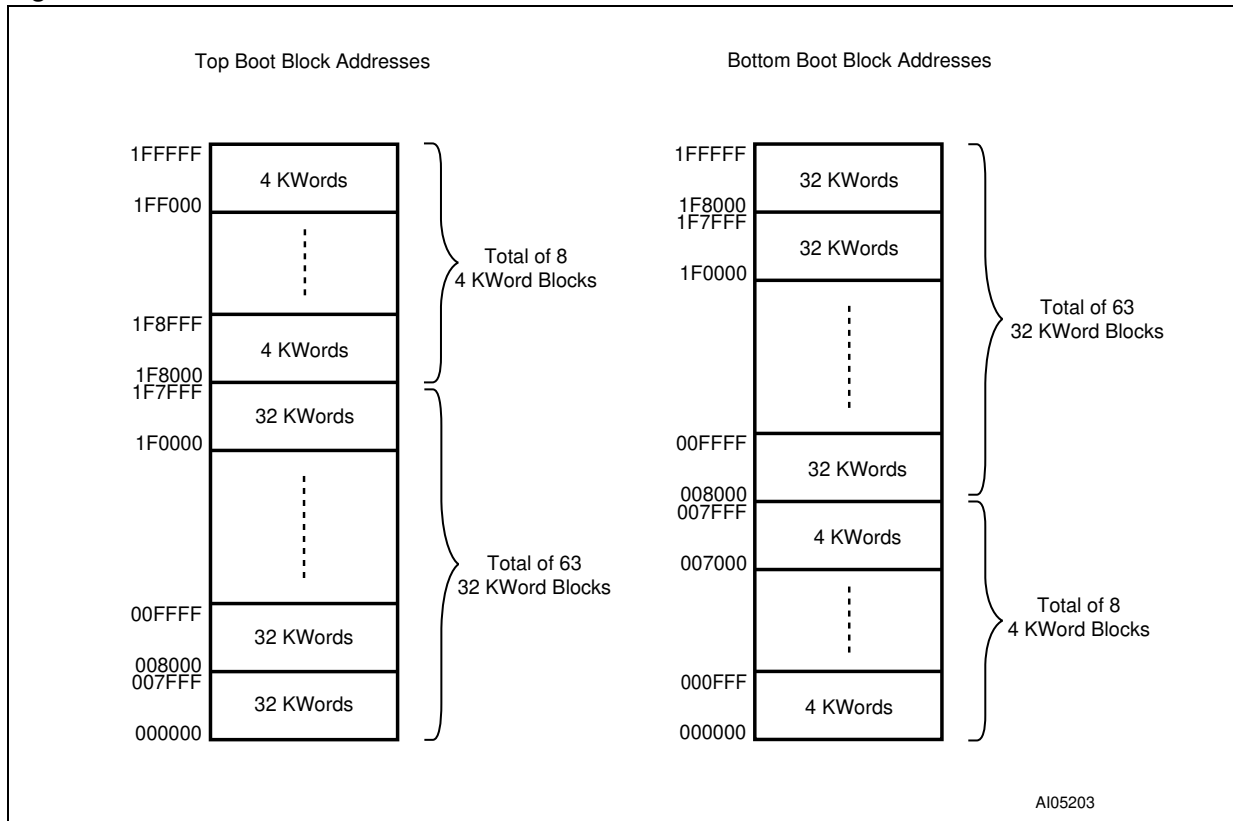 Top Boot Block Addresses
1FFFFF
4 KWords
1FF000
Total of 8
4 KWord Blocks
1F8FFF
4 KWords
1F8000
1F7FFF
32 KWords
1F0000
Total of 63
32 KWord Blocks
00FFFF
32 KWords
008000
007FFF
32 KWords
000000
Bottom Boot Block Addresses
1FFFFF
32 KWords
1F8000
1F7FFF
32 KWords
1F0000
Total of 63
32 KWord Blocks
00FFFF
32 KWords
008000
007FFF
4 KWords
007000
Total of 8
4 KWord Blocks
000FFF
4 KWords
000000
AI05203